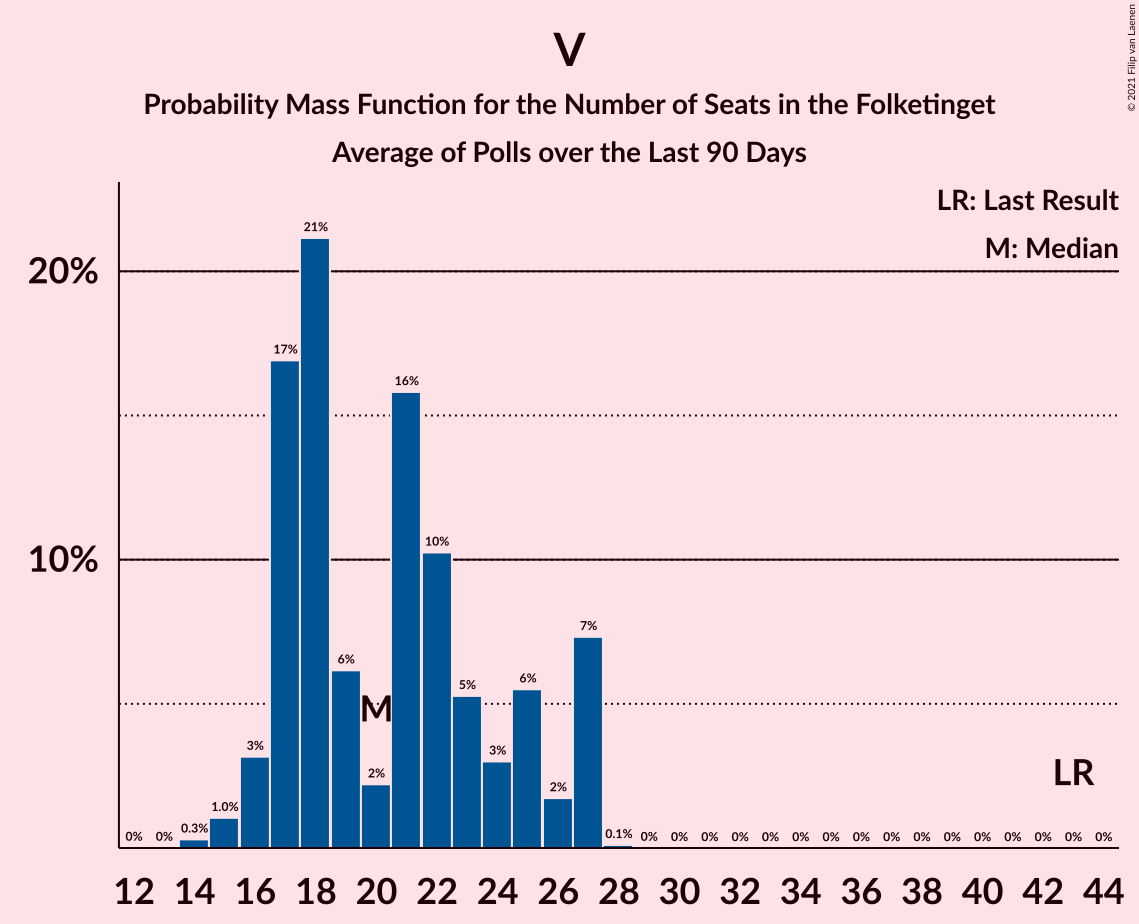 V
Probability Mass Function for the Number of Seats in the Folketinget
Average of Polls over the Last 90 Days
© 2021 Filip van Laenen
LR: Last Result
M: Median
20%
10%
0% 0% 0.3% 1.0% 3% 17% 21% 6% 2% 16% 10% 5% 3% 6% 2% 7% 0.1% 0% 0% 0% 0% 0% 0% 0% 0% 0% 0% 0% 0% 0% 0% 0% 0%
M
LR
12 14 16 18 20 22 24 26 28 30 32 34 36 38 40 42 44